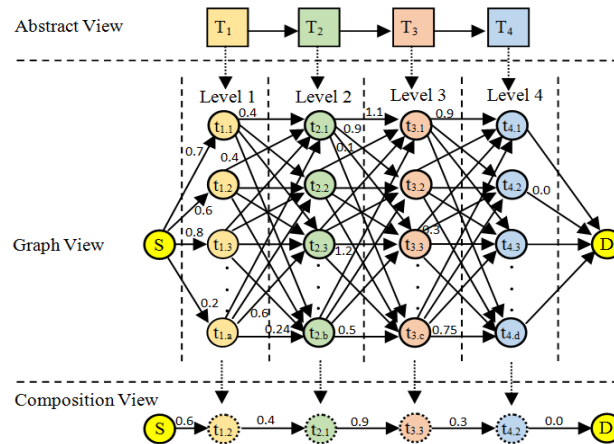 Abstract View T₁ T₂ T₃ T₄
Level 1 Level 2 Level 3 Level 4
0.4 1.1 0.9
t₁.₁ t₂.₁ t₃.₁ t₄.₁
0.7 0.9
0.4 0.1
t₁.₂ t₂.₂ t₃.₂ t₄.₂
0.6 0.0
Graph View S 0.8 t₁.₃ t₂.₃ 1.2 t₃.₃ 0.3 t₄.₃ D
0.2 0.6
t₁.ₐ 0.24 t₂.b 0.5 t₃.c 0.75 t₄.d
Composition View
S 0.6 t₁.₂ 0.4 t₂.₁ 0.9 t₃.₃ 0.3 t₄.₂ 0.0 D